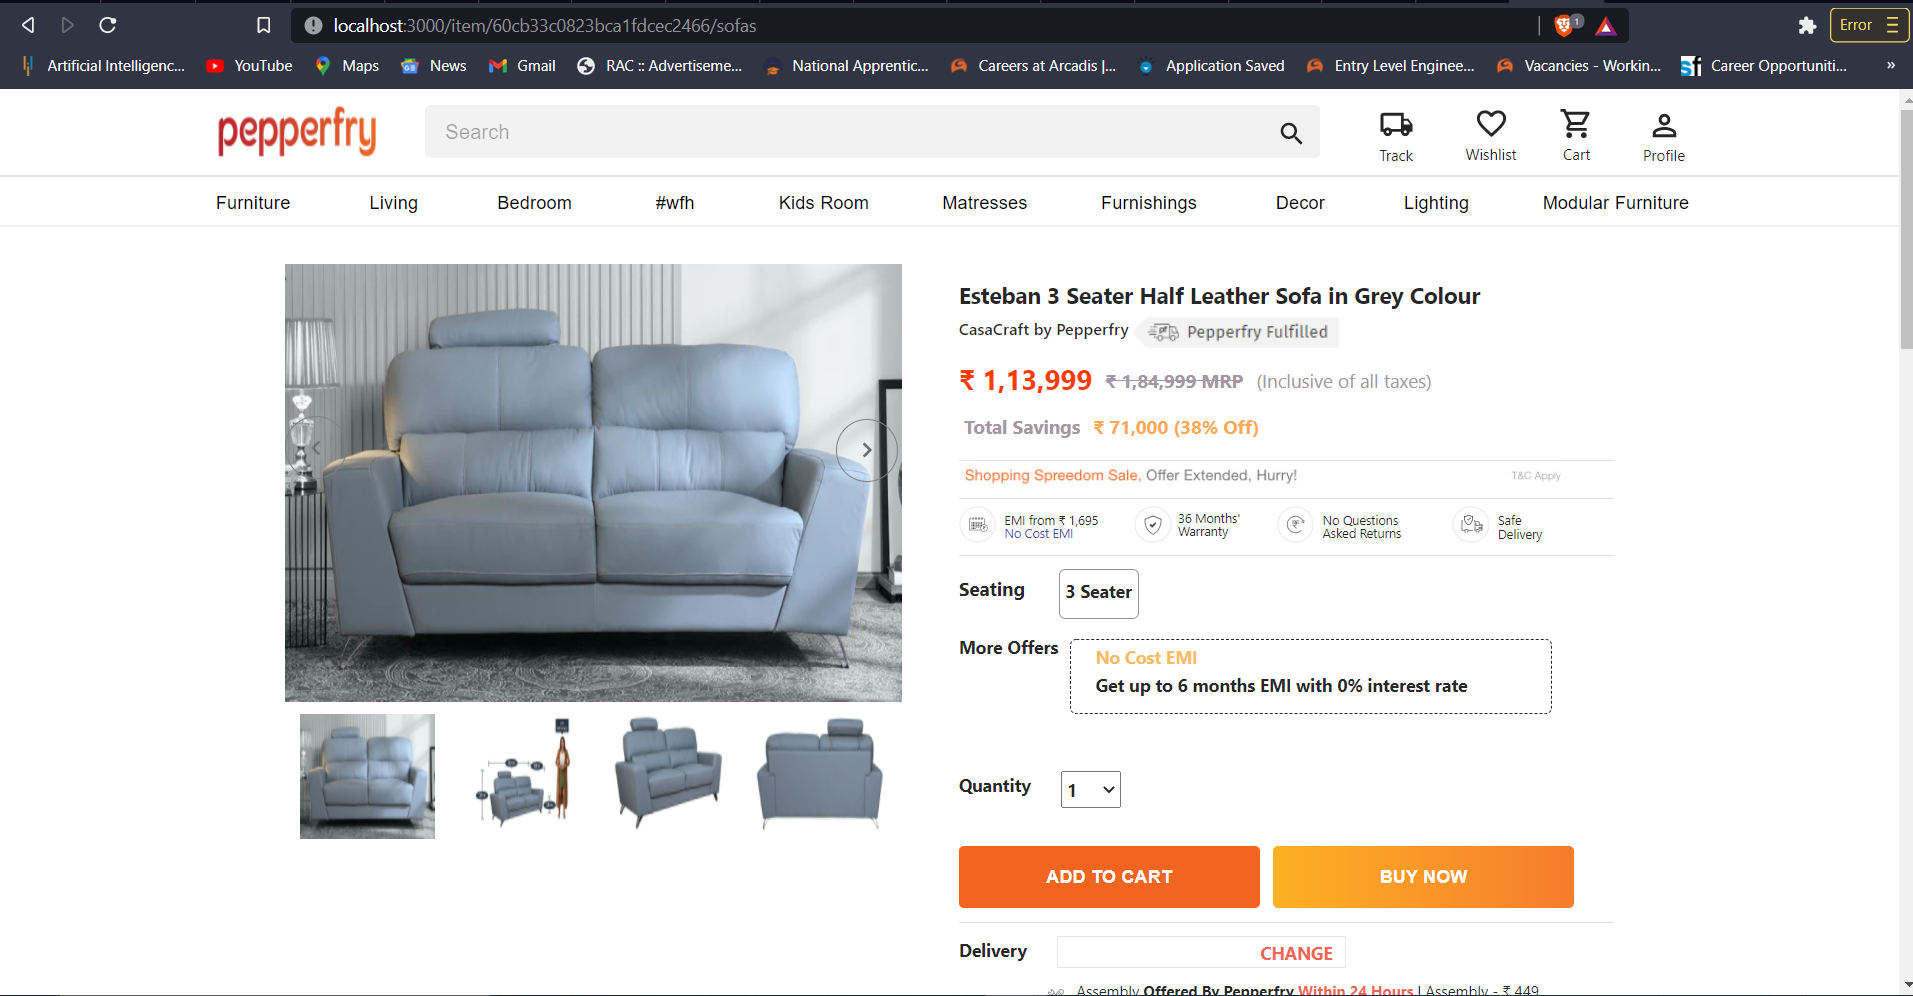 localhost:3000/item/60cb33c0823bca1fdcec2466/sofas
1
Error
Artificial Intelligenc...
YouTube
Maps
News
Gmail
RAC :: Advertiseme...
National Apprentic...
Careers at Arcadis |...
Application Saved
Entry Level Enginee...
Vacancies - Workin...
Career Opportuniti...
»
pepperfry
Search
Track
Wishlist
Cart
Profile
Furniture
Living
Bedroom
#wfh
Kids Room
Matresses
Furnishings
Decor
Lighting
Modular Furniture
Esteban 3 Seater Half Leather Sofa in Grey Colour
CasaCraft by Pepperfry
Pepperfry Fulfilled
₹ 1,13,999 ₹ 1,84,999 MRP (Inclusive of all taxes)
Total Savings ₹ 71,000 (38% Off)
Shopping Spreedom Sale, Offer Extended, Hurry!
T&C Apply
EMI from ₹ 1,695
No Cost EMI
36 Months'
Warranty
No Questions
Asked Returns
Safe
Delivery
Seating
3 Seater
More Offers
No Cost EMI
Get up to 6 months EMI with 0% interest rate
Quantity
1
ADD TO CART
BUY NOW
Delivery
CHANGE
Assembly Offered By Pepperfry Within 24 Hours | Assembly - ₹ 449